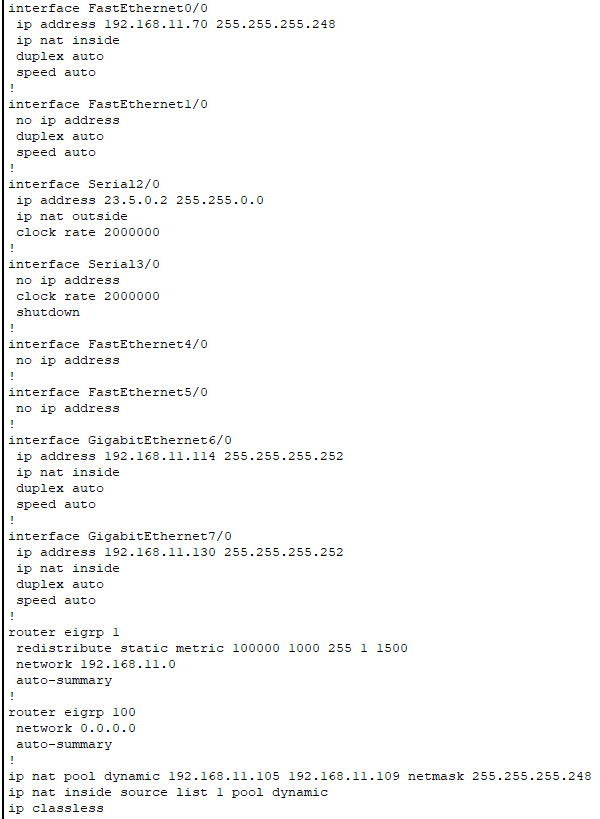 interface FastEthernet0/0
 ip address 192.168.11.70 255.255.255.248
 ip nat inside
 duplex auto
 speed auto
!
interface FastEthernet1/0
 no ip address
 duplex auto
 speed auto
!
interface Serial2/0
 ip address 23.5.0.2 255.255.0.0
 ip nat outside
 clock rate 2000000
!
interface Serial3/0
 no ip address
 clock rate 2000000
 shutdown
!
interface FastEthernet4/0
 no ip address
!
interface FastEthernet5/0
 no ip address
!
interface GigabitEthernet6/0
 ip address 192.168.11.114 255.255.255.252
 ip nat inside
 duplex auto
 speed auto
!
interface GigabitEthernet7/0
 ip address 192.168.11.130 255.255.255.252
 ip nat inside
 duplex auto
 speed auto
!
router eigrp 1
 redistribute static metric 100000 1000 255 1 1500
 network 192.168.11.0
 auto-summary
!
router eigrp 100
 network 0.0.0.0
 auto-summary
!
ip nat pool dynamic 192.168.11.105 192.168.11.109 netmask 255.255.255.248
ip nat inside source list 1 pool dynamic
ip classless